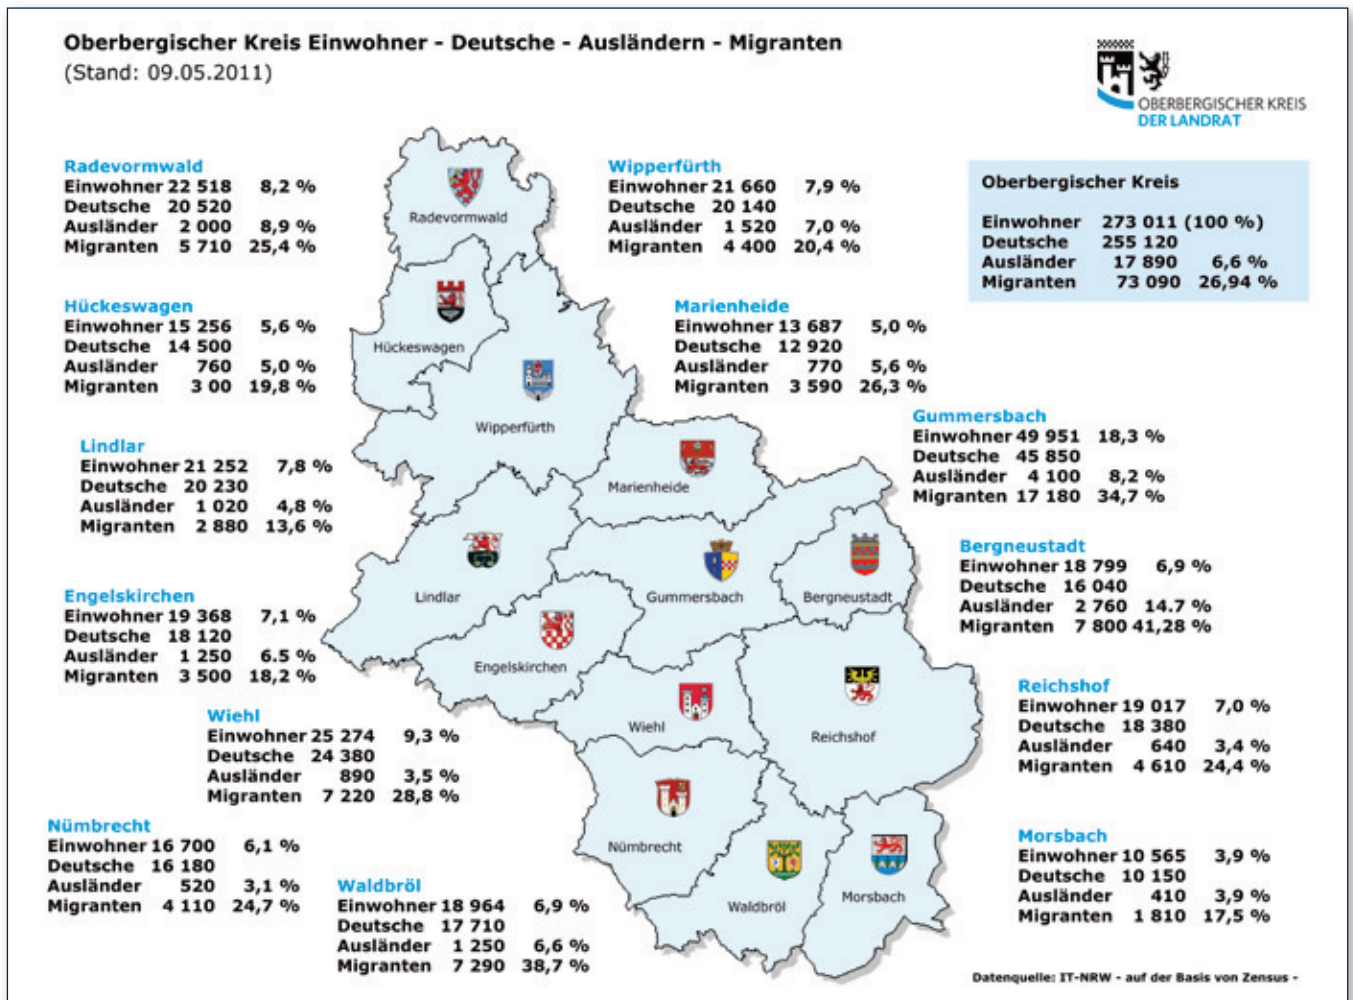 Oberbergischer Kreis Einwohner - Deutsche - Ausländern - Migranten
(Stand: 09.05.2011)
OBERBERGISCHER KREIS
DER LANDRAT
Radevormwald
Einwohner 22 518 8,2 %
Deutsche 20 520
Ausländer 2 000 8,9 %
Migranten 5 710 25,4 %
Wipperfürth
Einwohner 21 660 7,9 %
Deutsche 20 140
Ausländer 1 520 7,0 %
Migranten 4 400 20,4 %
Oberbergischer Kreis
Einwohner 273 011 (100 %)
Deutsche 255 120
Ausländer 17 890 6,6 %
Migranten 73 090 26,94 %
Hückeswagen
Einwohner 15 256 5,6 %
Deutsche 14 500
Ausländer 760 5,0 %
Migranten 3 00 19,8 %
Marienheide
Einwohner 13 687 5,0 %
Deutsche 12 920
Ausländer 770 5,6 %
Migranten 3 590 26,3 %
Gummersbach
Einwohner 49 951 18,3 %
Deutsche 45 850
Ausländer 4 100 8,2 %
Migranten 17 180 34,7 %
Lindlar
Einwohner 21 252 7,8 %
Deutsche 20 230
Ausländer 1 020 4,8 %
Migranten 2 880 13,6 %
Bergneustadt
Einwohner 18 799 6,9 %
Deutsche 16 040
Ausländer 2 760 14.7 %
Migranten 7 800 41,28 %
Engelskirchen
Einwohner 19 368 7,1 %
Deutsche 18 120
Ausländer 1 250 6.5 %
Migranten 3 500 18,2 %
Reichshof
Einwohner 19 017 7,0 %
Deutsche 18 380
Ausländer 640 3,4 %
Migranten 4 610 24,4 %
Wiehl
Einwohner 25 274 9,3 %
Deutsche 24 380
Ausländer 890 3,5 %
Migranten 7 220 28,8 %
Nümbrecht
Einwohner 16 700 6,1 %
Deutsche 16 180
Ausländer 520 3,1 %
Migranten 4 110 24,7 %
Waldbröl
Einwohner 18 964 6,9 %
Deutsche 17 710
Ausländer 1 250 6,6 %
Migranten 7 290 38,7 %
Morsbach
Einwohner 10 565 3,9 %
Deutsche 10 150
Ausländer 410 3,9 %
Migranten 1 810 17,5 %
Radevormwald
Hückeswagen
Wipperfürth
Marienheide
Lindlar
Gummersbach
Bergneustadt
Engelskirchen
Wiehl
Reichshof
Nümbrecht
Waldbröl
Morsbach
Datenquelle: IT-NRW - auf der Basis von Zensus -